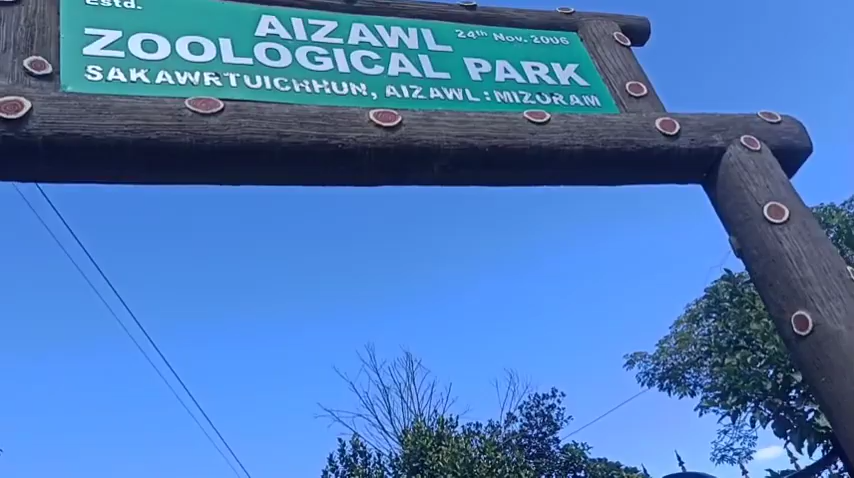 Estd.
AIZAWL
24th Nov. 2006
ZOOLOGICAL PARK
SAKAWRTUICHHUN, AIZAWL : MIZORAM